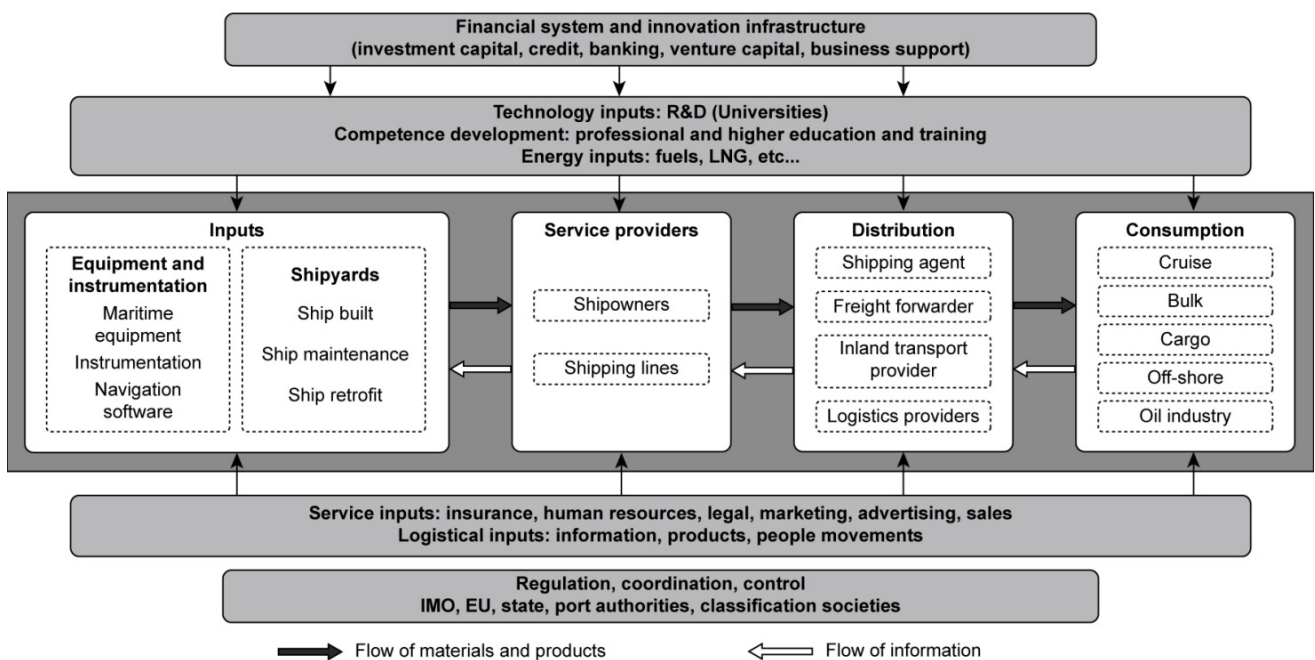 Financial system and innovation infrastructure
(investment capital, credit, banking, venture capital, business support)
Technology inputs: R&D (Universities)
Competence development: professional and higher education and training
Energy inputs: fuels, LNG, etc...
Inputs
Equipment and
instrumentation
Maritime
equipment
Instrumentation
Navigation
software
Shipyards
Ship built
Ship maintenance
Ship retrofit
Service providers
Shipowners
Shipping lines
Distribution
Shipping agent
Freight forwarder
Inland transport
provider
Logistics providers
Consumption
Cruise
Bulk
Cargo
Off-shore
Oil industry
Service inputs: insurance, human resources, legal, marketing, advertising, sales
Logistical inputs: information, products, people movements
Regulation, coordination, control
IMO, EU, state, port authorities, classification societies
Flow of materials and products
Flow of information